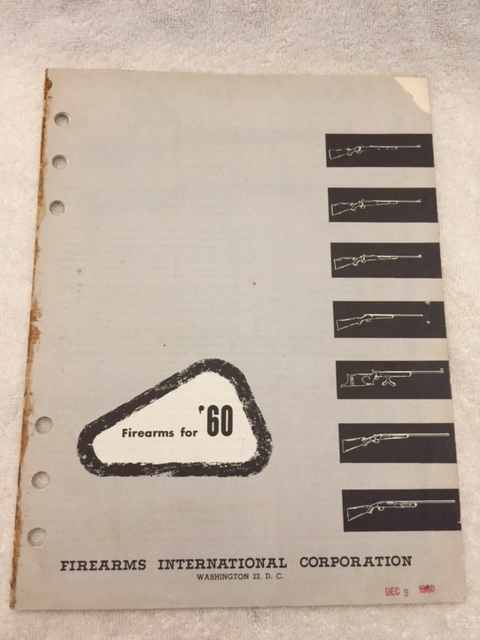 Firearms for '60
FIREARMS INTERNATIONAL CORPORATION
WASHINGTON 22, D. C.
DEC 9 1960